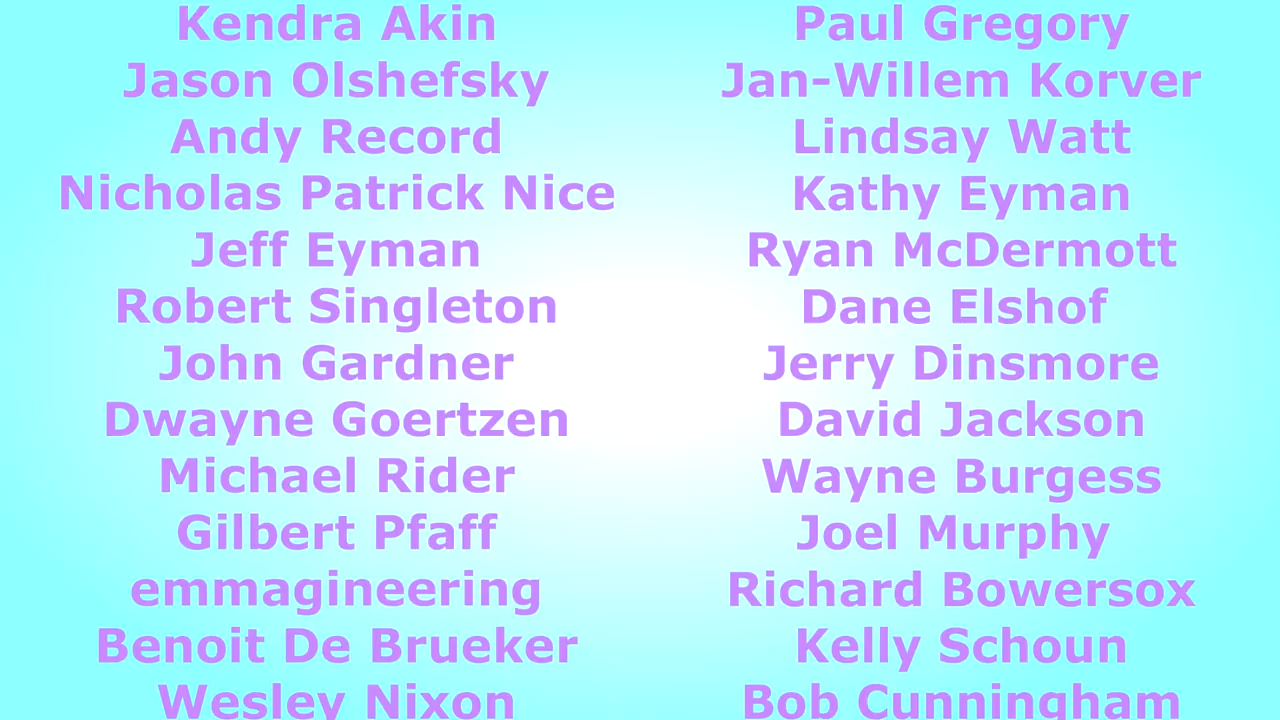 Kendra Akin
Jason Olshefsky
Andy Record
Nicholas Patrick Nice
Jeff Eyman
Robert Singleton
John Gardner
Dwayne Goertzen
Michael Rider
Gilbert Pfaff
emmagineering
Benoit De Brueker
Wesley Nixon
Paul Gregory
Jan-Willem Korver
Lindsay Watt
Kathy Eyman
Ryan McDermott
Dane Elshof
Jerry Dinsmore
David Jackson
Wayne Burgess
Joel Murphy
Richard Bowersox
Kelly Schoun
Bob Cunningham